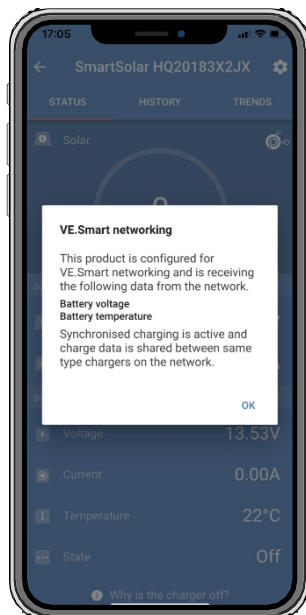 17:05
SmartSolar HQ20183X2JX
STATUS HISTORY TRENDS
Solar
VE.Smart networking
This product is configured for
VE.Smart networking and is receiving
the following data from the network.
Battery voltage
Battery temperature
Synchronised charging is active and
charge data is shared between same
type chargers on the network.
OK
Voltage 13.53V
Current 0.00A
Temperature 22°C
State Off
Why is the charger off?